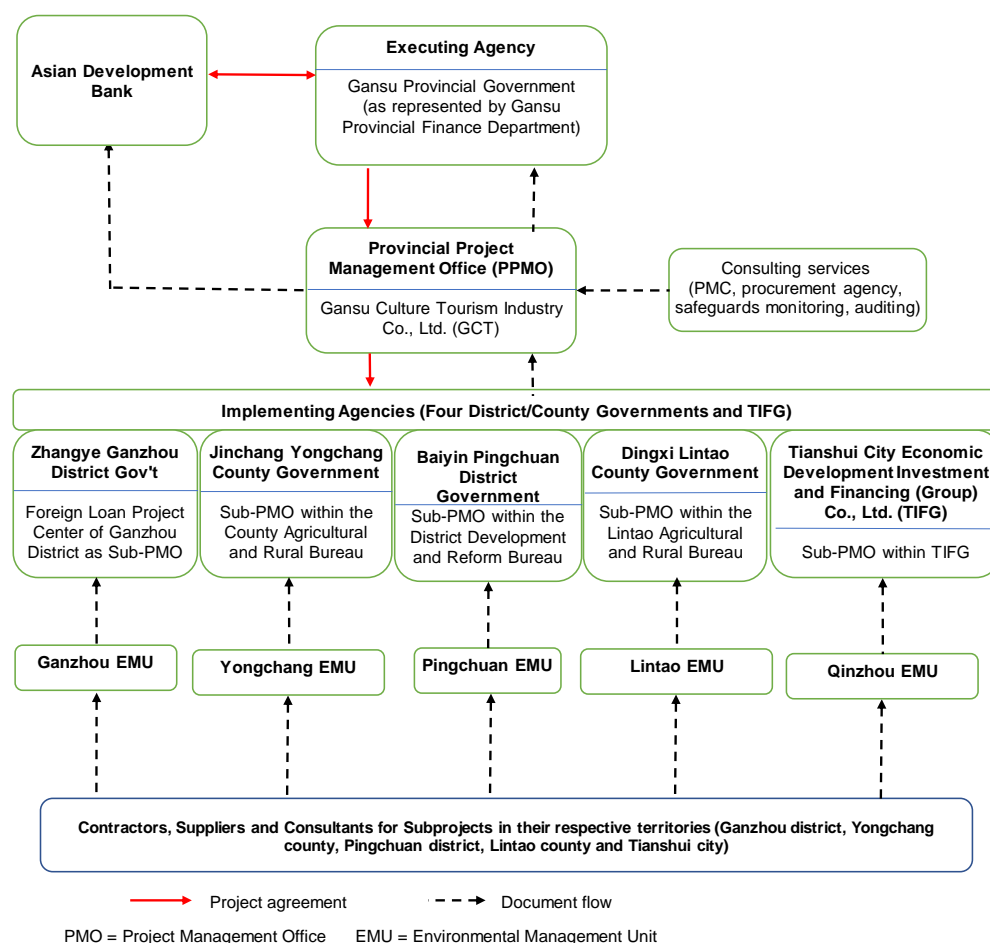 Asian Development
Bank
Executing Agency
Gansu Provincial Government
(as represented by Gansu
Provincial Finance Department)
Provincial Project
Management Office (PPMO)
Gansu Culture Tourism Industry
Co., Ltd. (GCT)
Consulting services
(PMC, procurement agency,
safeguards monitoring, auditing)
Implementing Agencies (Four District/County Governments and TIFG)
Zhangye Ganzhou
District Gov't
Foreign Loan Project
Center of Ganzhou
District as Sub-PMO
Jinchang Yongchang
County Government
Sub-PMO within the
County Agricultural
and Rural Bureau
Baiyin Pingchuan
District
Government
Sub-PMO within the
District Development
and Reform Bureau
Dingxi Lintao
County Government
Sub-PMO within the
Lintao Agricultural
and Rural Bureau
Tianshui City Economic
Development Investment
and Financing (Group)
Co., Ltd. (TIFG)
Sub-PMO within TIFG
Ganzhou EMU
Yongchang EMU
Pingchuan EMU
Lintao EMU
Qinzhou EMU
Contractors, Suppliers and Consultants for Subprojects in their respective territories (Ganzhou district, Yongchang
county, Pingchuan district, Lintao county and Tianshui city)
Project agreement
Document flow
PMO = Project Management Office EMU = Environmental Management Unit